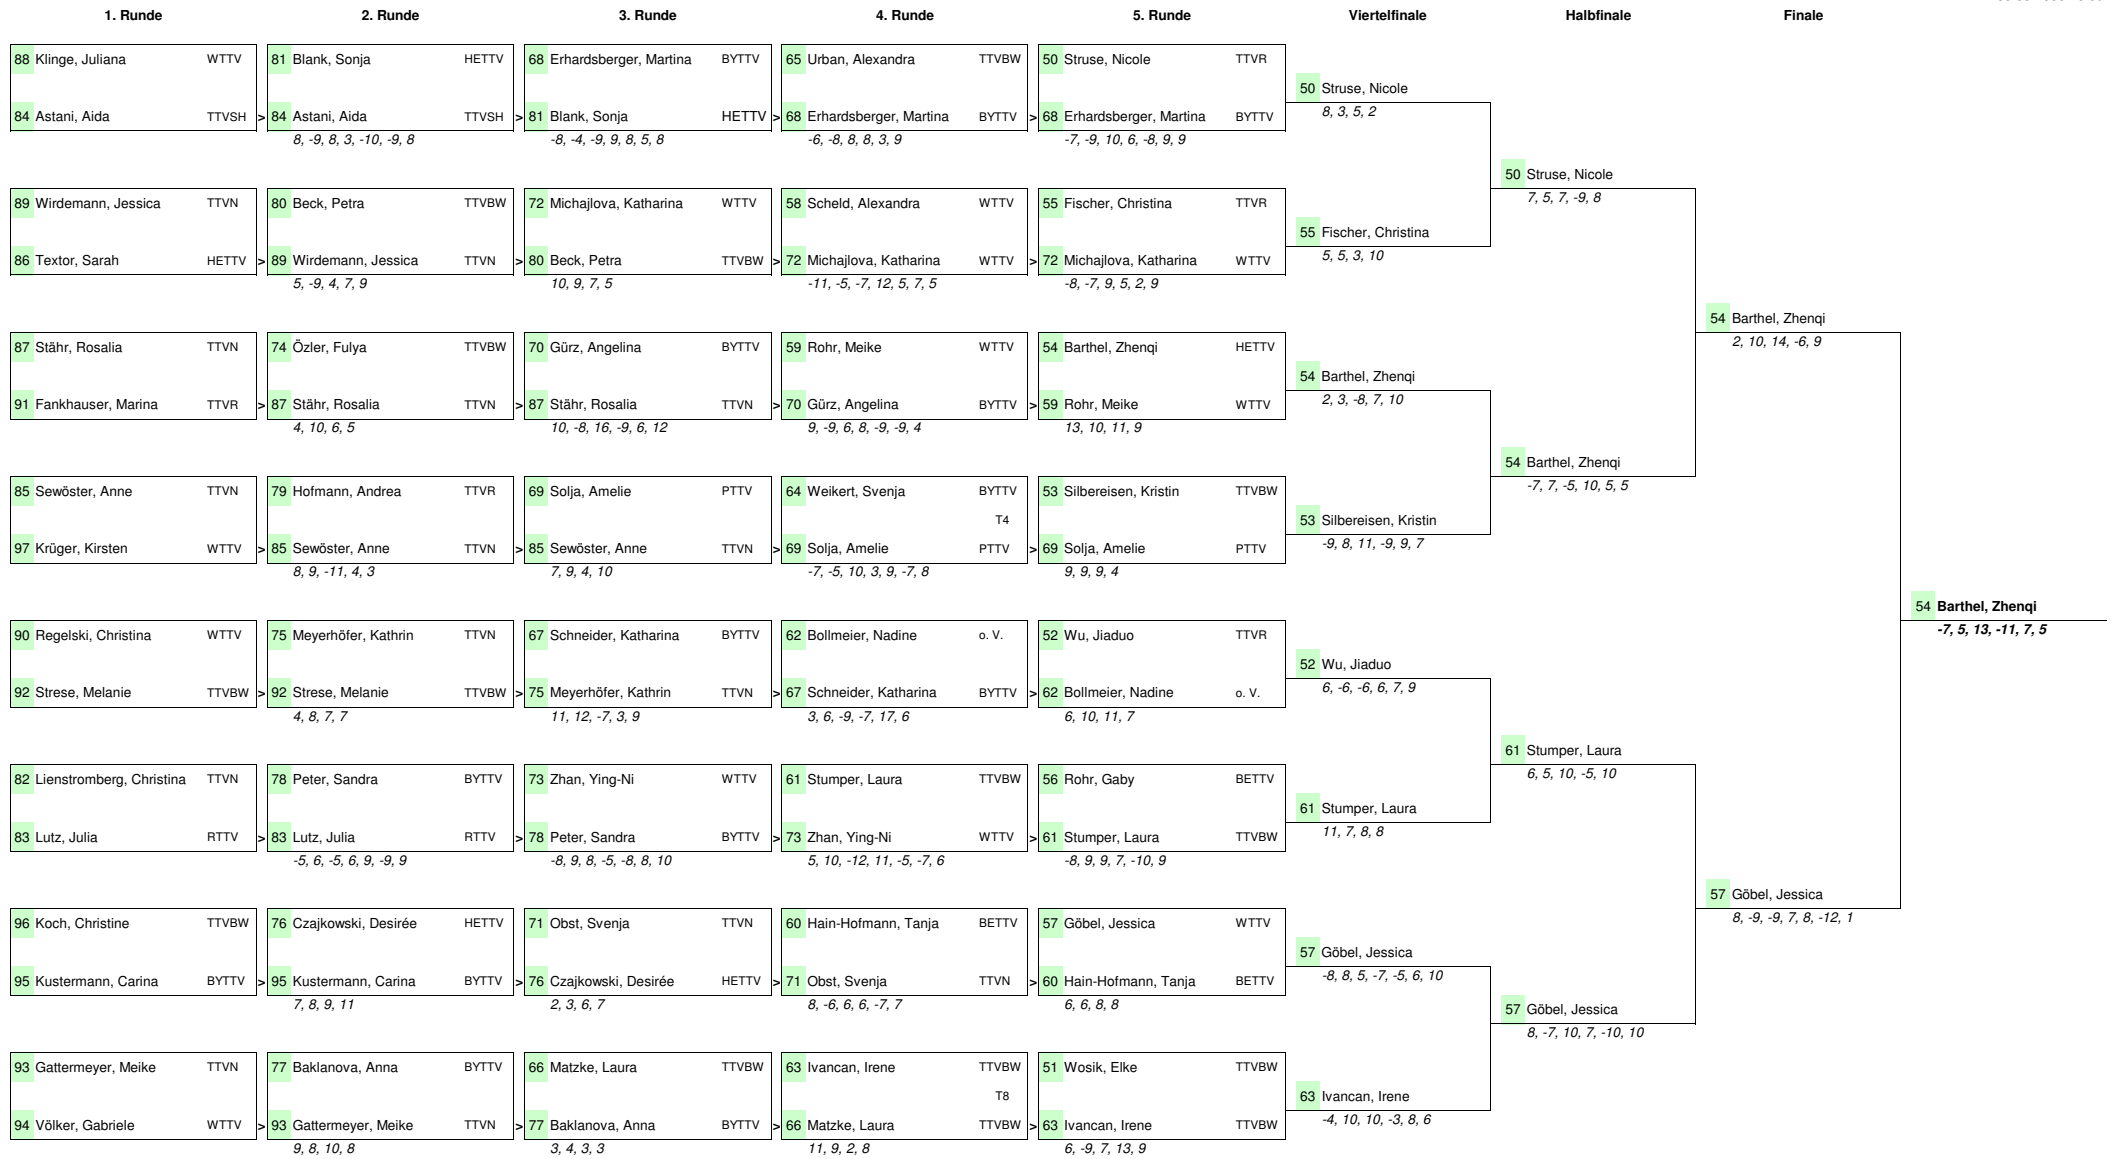 1. Runde 2. Runde 3. Runde 4. Runde 5. Runde Viertelfinale Halbfinale Finale
88 Klinge, Juliana WTTV 81 Blank, Sonja HETTV 68 Erhardsberger, Martina BYTTV 65 Urban, Alexandra TTVBW 50 Struse, Nicole TTVR
50 Struse, Nicole
8, 3, 5, 2
84 Astani, Aida TTVSH > 84 Astani, Aida TTVSH > 81 Blank, Sonja HETTV > 68 Erhardsberger, Martina BYTTV > 68 Erhardsberger, Martina BYTTV
8, -9, 8, 3, -10, -9, 8 -8, -4, -9, 9, 8, 5, 8 -6, -8, 8, 8, 3, 9 -7, -9, 10, 6, -8, 9, 9
50 Struse, Nicole
7, 5, 7, -9, 8
89 Wirdemann, Jessica TTVN 80 Beck, Petra TTVBW 72 Michajlova, Katharina WTTV 58 Scheld, Alexandra WTTV 55 Fischer, Christina TTVR
55 Fischer, Christina
5, 5, 3, 10
86 Textor, Sarah HETTV > 89 Wirdemann, Jessica TTVN > 80 Beck, Petra TTVBW > 72 Michajlova, Katharina WTTV > 72 Michajlova, Katharina WTTV
5, -9, 4, 7, 9 10, 9, 7, 5 -11, -5, -7, 12, 5, 7, 5 -8, -7, 9, 5, 2, 9
54 Barthel, Zhenqi
2, 10, 14, -6, 9
87 Stähr, Rosalia TTVN 74 Özler, Fulya TTVBW 70 Gürz, Angelina BYTTV 59 Rohr, Meike WTTV 54 Barthel, Zhenqi HETTV
54 Barthel, Zhenqi
2, 3, -8, 7, 10
91 Fankhauser, Marina TTVR > 87 Stähr, Rosalia TTVN > 87 Stähr, Rosalia TTVN > 70 Gürz, Angelina BYTTV > 59 Rohr, Meike WTTV
4, 10, 6, 5 10, -8, 16, -9, 6, 12 9, -9, 6, 8, -9, -9, 4 13, 10, 11, 9
54 Barthel, Zhenqi
-7, 7, -5, 10, 5, 5
85 Sewöster, Anne TTVN 79 Hofmann, Andrea TTVR 69 Solja, Amelie PTTV 64 Weikert, Svenja BYTTV 53 Silbereisen, Kristin TTVBW
T4 53 Silbereisen, Kristin
-9, 8, 11, -9, 9, 7
97 Krüger, Kirsten WTTV > 85 Sewöster, Anne TTVN > 85 Sewöster, Anne TTVN > 69 Solja, Amelie PTTV > 69 Solja, Amelie PTTV
8, 9, -11, 4, 3 7, 9, 4, 10 -7, -5, 10, 3, 9, -7, 8 9, 9, 9, 4
54 Barthel, Zhenqi
-7, 5, 13, -11, 7, 5
90 Regelski, Christina WTTV 75 Meyerhöfer, Kathrin TTVN 67 Schneider, Katharina BYTTV 62 Bollmeier, Nadine o. V. 52 Wu, Jiaduo TTVR
52 Wu, Jiaduo
6, -6, -6, 6, 7, 9
92 Strese, Melanie TTVBW > 92 Strese, Melanie TTVBW > 75 Meyerhöfer, Kathrin TTVN > 67 Schneider, Katharina BYTTV > 62 Bollmeier, Nadine o. V.
4, 8, 7, 7 11, 12, -7, 3, 9 3, 6, -9, -7, 17, 6 6, 10, 11, 7
61 Stumper, Laura
6, 5, 10, -5, 10
82 Lienstromberg, Christina TTVN 78 Peter, Sandra BYTTV 73 Zhan, Ying-Ni WTTV 61 Stumper, Laura TTVBW 56 Rohr, Gaby BETTV
61 Stumper, Laura
11, 7, 8, 8
83 Lutz, Julia RTTV > 83 Lutz, Julia RTTV > 78 Peter, Sandra BYTTV > 73 Zhan, Ying-Ni WTTV > 61 Stumper, Laura TTVBW
-5, 6, -5, 6, 9, -9, 9 -8, 9, 8, -5, -8, 8, 10 5, 10, -12, 11, -5, -7, 6 -8, 9, 9, 7, -10, 9
57 Göbel, Jessica
8, -9, -9, 7, 8, -12, 1
96 Koch, Christine TTVBW 76 Czajkowski, Desirée HETTV 71 Obst, Svenja TTVN 60 Hain-Hofmann, Tanja BETTV 57 Göbel, Jessica WTTV
57 Göbel, Jessica
-8, 8, 5, -7, -5, 6, 10
95 Kustermann, Carina BYTTV > 95 Kustermann, Carina BYTTV > 76 Czajkowski, Desirée HETTV > 71 Obst, Svenja TTVN > 60 Hain-Hofmann, Tanja BETTV
7, 8, 9, 11 2, 3, 6, 7 8, -6, 6, 6, -7, 7 6, 6, 8, 8
57 Göbel, Jessica
8, -7, 10, 7, -10, 10
93 Gattermeyer, Meike TTVN 77 Baklanova, Anna BYTTV 66 Matzke, Laura TTVBW 63 Ivancan, Irene TTVBW 51 Wosik, Elke TTVBW
T8 63 Ivancan, Irene
-4, 10, 10, -3, 8, 6
94 Völker, Gabriele WTTV > 93 Gattermeyer, Meike TTVN > 77 Baklanova, Anna BYTTV > 66 Matzke, Laura TTVBW > 63 Ivancan, Irene TTVBW
9, 8, 10, 8 3, 4, 3, 3 11, 9, 2, 8 6, -9, 7, 13, 9